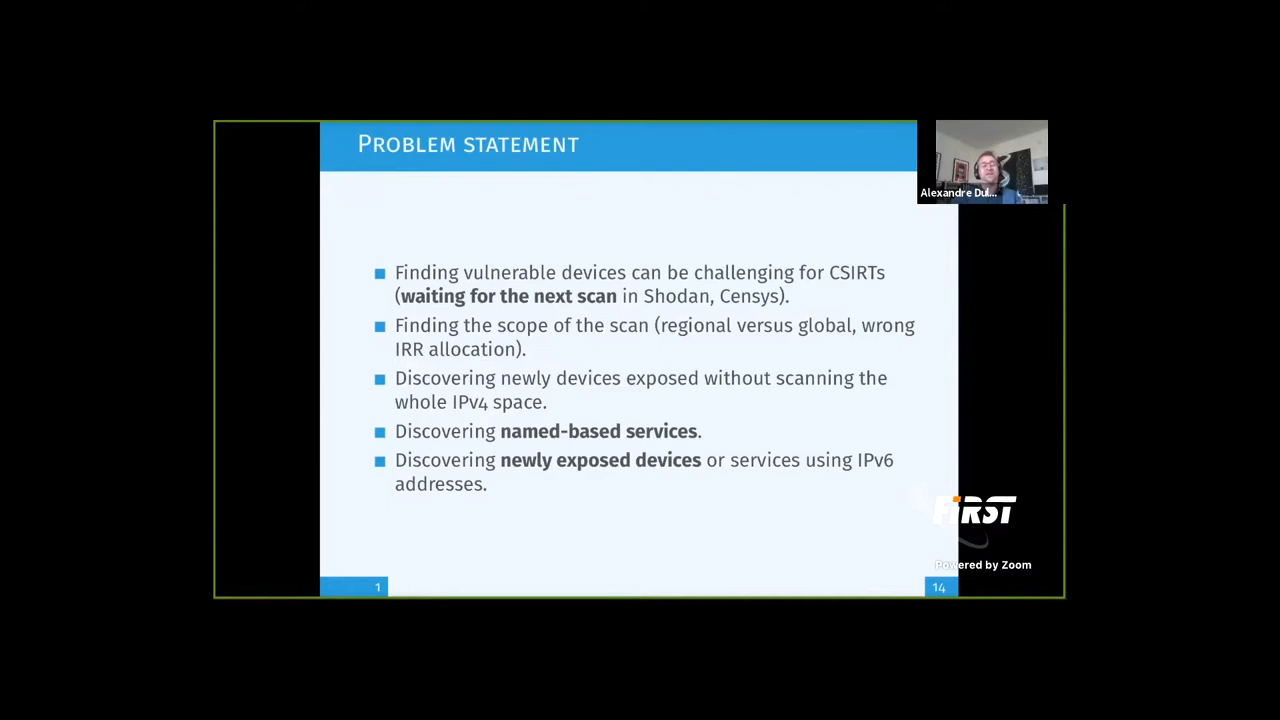 PROBLEM STATEMENT
Alexandre Dul...
Finding vulnerable devices can be challenging for CSIRTs
(waiting for the next scan in Shodan, Censys).
Finding the scope of the scan (regional versus global, wrong
IRR allocation).
Discovering newly devices exposed without scanning the
whole IPv4 space.
Discovering named-based services.
Discovering newly exposed devices or services using IPv6
addresses.
FiRST
Powered by Zoom
1
14